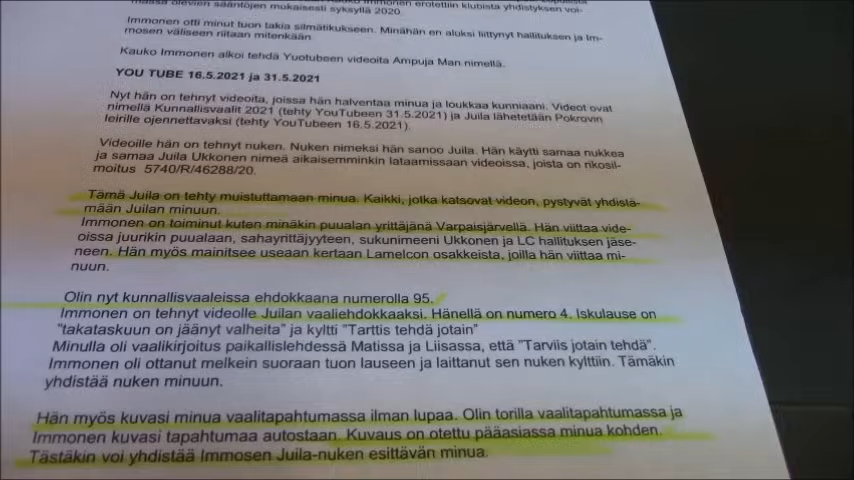 massa olevien sääntöjen mukaisesti syksyllä 2020.
Immonen otti minut tuon takia silmätikukseen. Minähän en aluksi liittynyt hallituksen ja Im-
mosen väliseen riitaan mitenkään.
Kauko Immonen alkoi tehdä Yuotubeen videoita Ampuja Man nimellä.
YOU TUBE 16.5.2021 ja 31.5.2021
Nyt hän on tehnyt videoita, joissa hän halventaa minua ja loukkaa kunniaani. Videot ovat
nimellä Kunnallisvaalit 2021 (tehty YouTubeen 31.5.2021) ja Juila lähetetään Pokrovin
leirille ojennettavaksi (tehty YouTubeen 16.5.2021).
Videoille hän on tehnyt nuken. Nuken nimeksi hän sanoo Juila. Hän käytti samaa nukkea
ja samaa Juila Ukkonen nimeä aikaisemminkin lataamissaan videoissa, joista on rikosil-
moitus 5740/R/46288/20.
Tämä Juila on tehty muistuttamaan minua. Kaikki, jotka katsovat videon, pystyvät yhdistä-
mään Juilan minuun.
Immonen on toiminut kuten minäkin puualan yrittäjänä Varpaisjärvellä. Hän viittaa vide-
oissa juurikin puualaan, sahayrittäjyyteen, sukunimeeni Ukkonen ja LC hallituksen jäse-
neen. Hän myös mainitsee useaan kertaan Lamelcon osakkeista, joilla hän viittaa mi-
nuun.
Olin nyt kunnallisvaaleissa ehdokkaana numerolla 95.
Immonen on tehnyt videolle Juilan vaaliehdokkaaksi. Hänellä on numero 4. Iskulause on
"takataskuun on jäänyt valheita" ja kyltti "Tarttis tehdä jotain"
Minulla oli vaalikirjoitus paikallislehdessä Matissa ja Liisassa, että "Tarviis jotain tehdä".
Immonen oli ottanut melkein suoraan tuon lauseen ja laittanut sen nuken kylttiin. Tämäkin
yhdistää nuken minuun.
Hän myös kuvasi minua vaalitapahtumassa ilman lupaa. Olin torilla vaalitapahtumassa ja
Immonen kuvasi tapahtumaa autostaan. Kuvaus on otettu pääasiassa minua kohden.
Tästäkin voi yhdistää Immosen Juila-nuken esittävän minua.